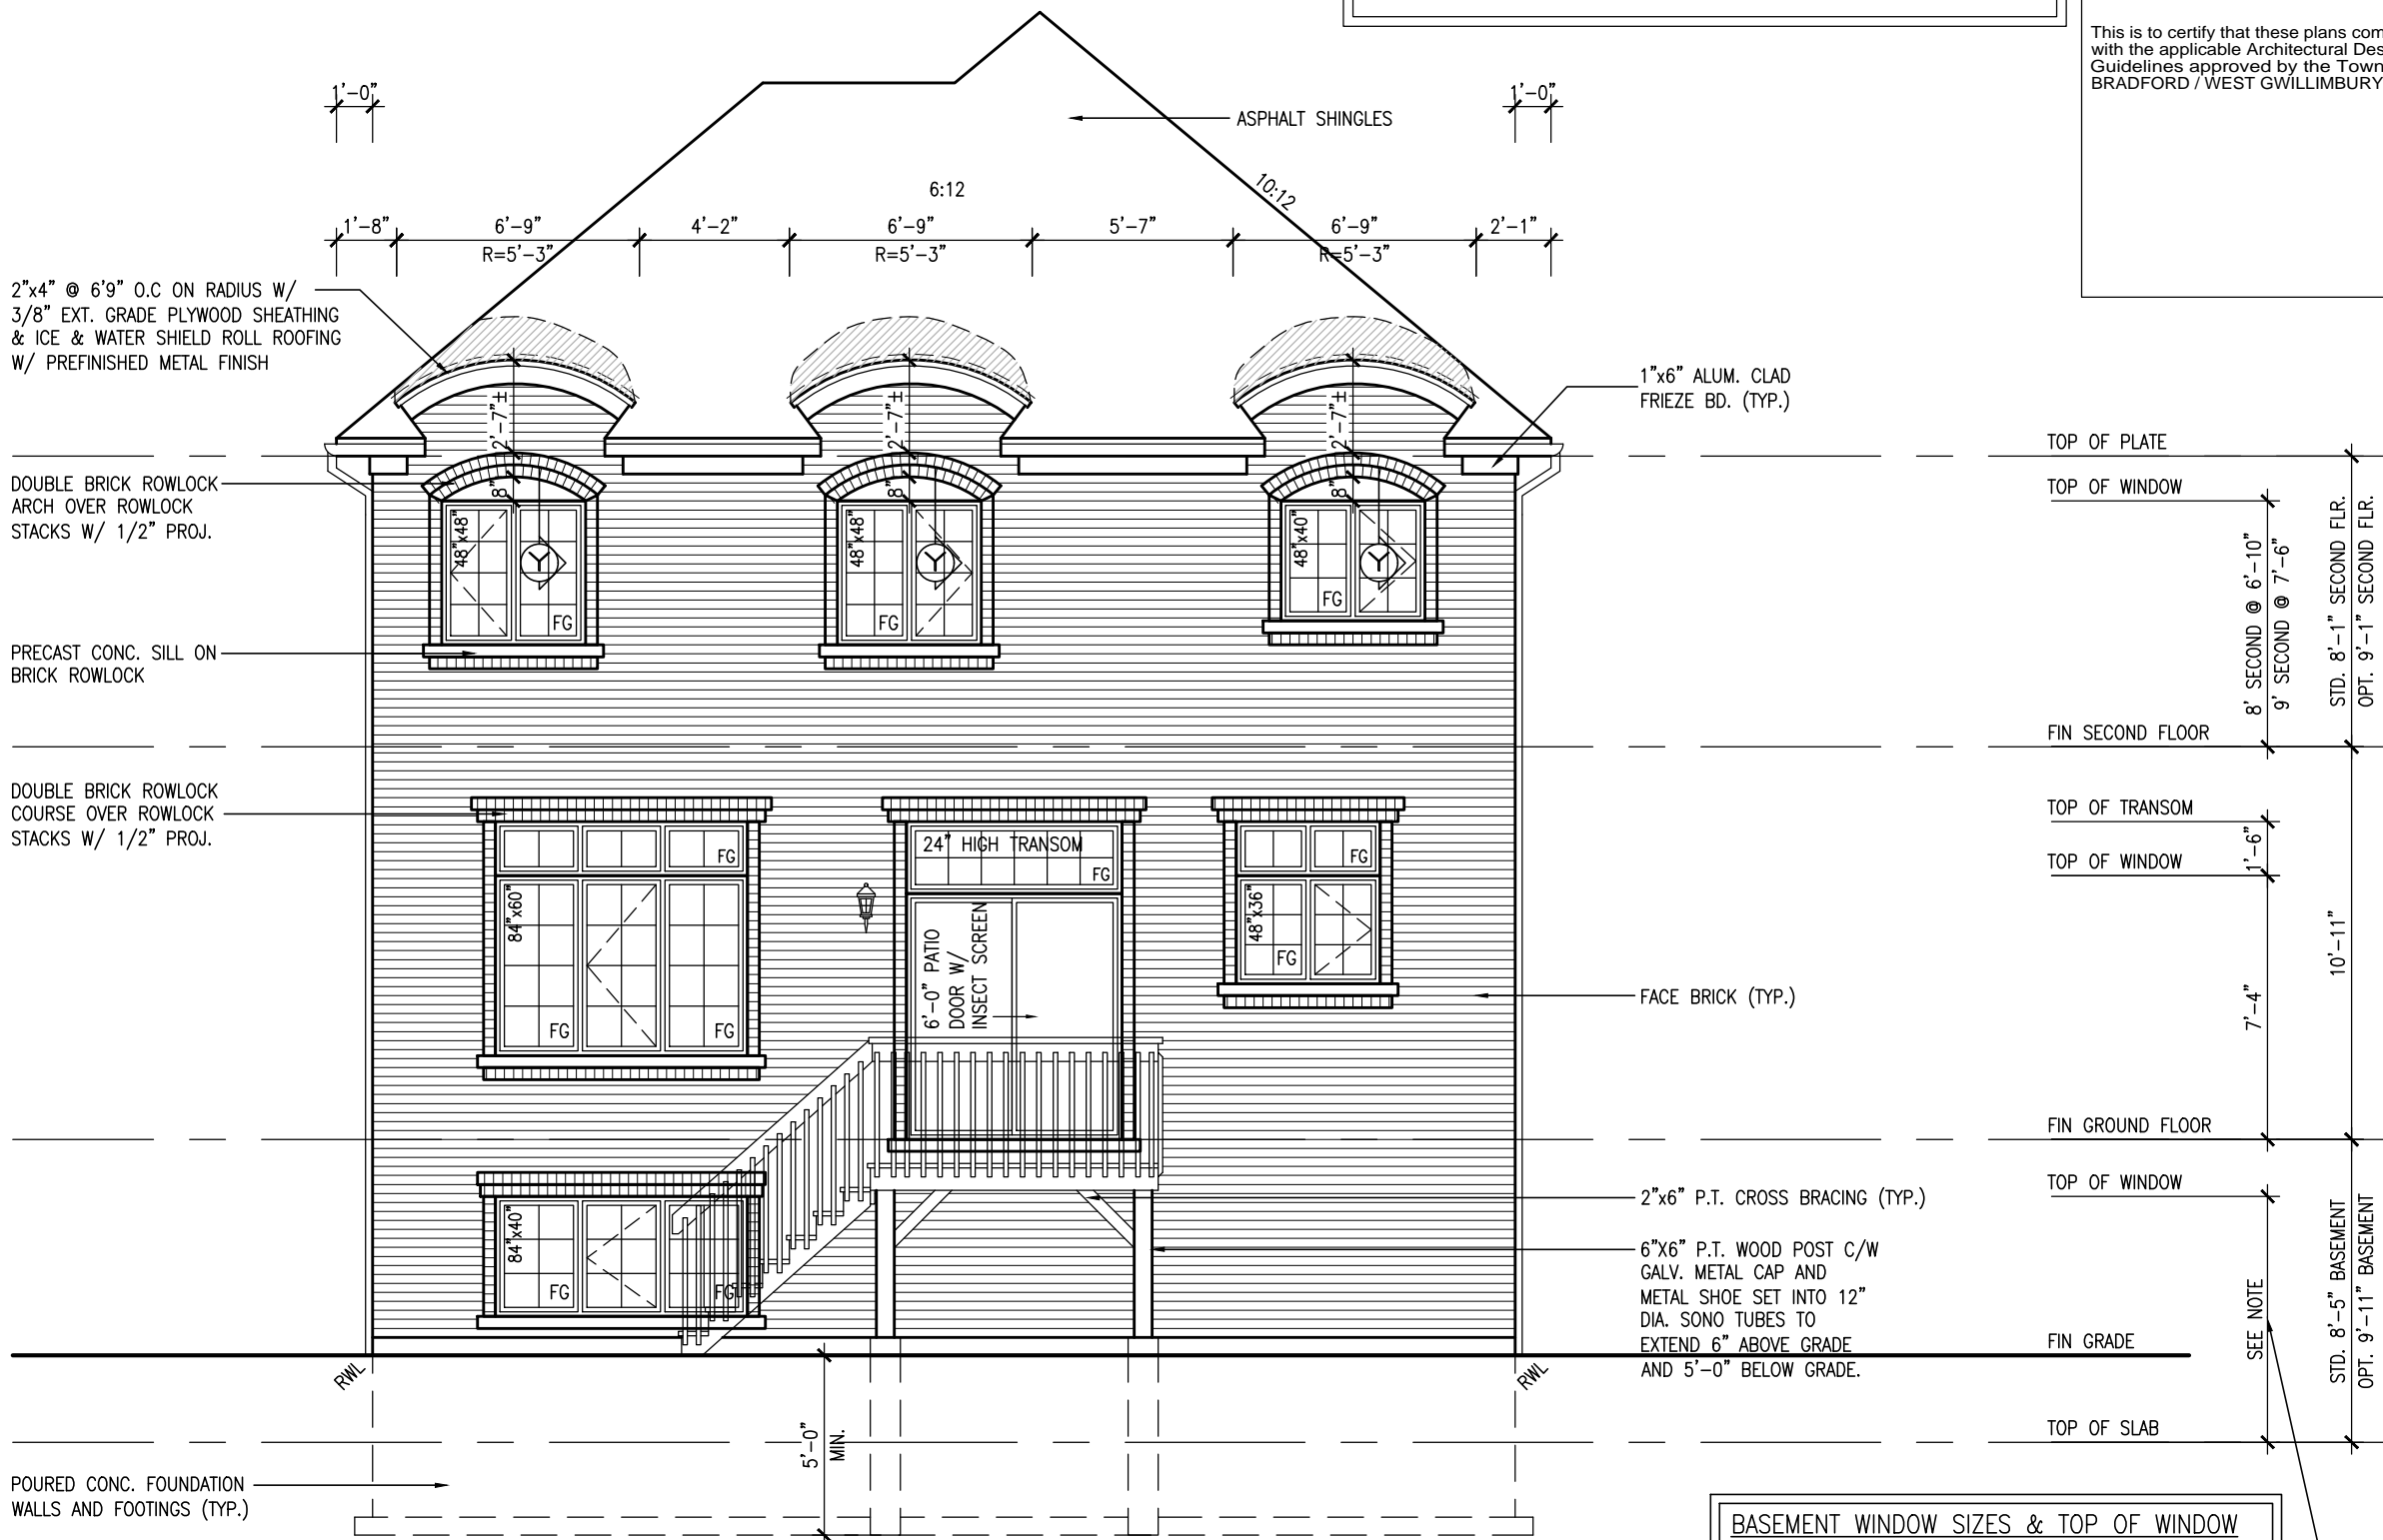 This is to certify that these plans com
with the applicable Architectural Des
Guidelines approved by the Town
BRADFORD / WEST GWILLIMBURY
1'-0"
1'-0"
ASPHALT SHINGLES
6:12
10:12
1'-8"
6'-9"
4'-2"
6'-9"
5'-7"
6'-9"
2'-1"
R=5'-3"
R=5'-3"
R=5'-3"
2"x4" @ 6'9" O.C ON RADIUS W/
3/8" EXT. GRADE PLYWOOD SHEATHING
& ICE & WATER SHIELD ROLL ROOFING
W/ PREFINISHED METAL FINISH
1"x6" ALUM. CLAD
FRIEZE BD. (TYP.)
2'-7"±
2'-7"±
2'-7"±
TOP OF PLATE
DOUBLE BRICK ROWLOCK
ARCH OVER ROWLOCK
STACKS W/ 1/2" PROJ.
8"
8"
8"
TOP OF WINDOW
48"x48"
Y
FG
48"x48"
Y
FG
48"x40"
Y
FG
8' SECOND @ 6'-10"
9' SECOND @ 7'-6"
STD. 8'-1" SECOND FLR.
OPT. 9'-1" SECOND FLR.
PRECAST CONC. SILL ON
BRICK ROWLOCK
FIN SECOND FLOOR
DOUBLE BRICK ROWLOCK
COURSE OVER ROWLOCK
STACKS W/ 1/2" PROJ.
TOP OF TRANSOM
1'-6"
TOP OF WINDOW
FG
84"x60"
FG
FG
24" HIGH TRANSOM
FG
6'-0" PATIO
DOOR W/
INSECT SCREEN
FG
48"x36"
FG
10'-11"
7'-4"
FACE BRICK (TYP.)
FIN GROUND FLOOR
TOP OF WINDOW
84"x40"
FG
FG
2"x6" P.T. CROSS BRACING (TYP.)
6"X6" P.T. WOOD POST C/W
GALV. METAL CAP AND
METAL SHOE SET INTO 12"
DIA. SONO TUBES TO
EXTEND 6" ABOVE GRADE
AND 5'-0" BELOW GRADE.
SEE NOTE
STD. 8'-5" BASEMENT
OPT. 9'-11" BASEMENT
FIN GRADE
RWL
RWL
5'-0"
MIN.
TOP OF SLAB
POURED CONC. FOUNDATION
WALLS AND FOOTINGS (TYP.)
BASEMENT WINDOW SIZES & TOP OF WINDOW